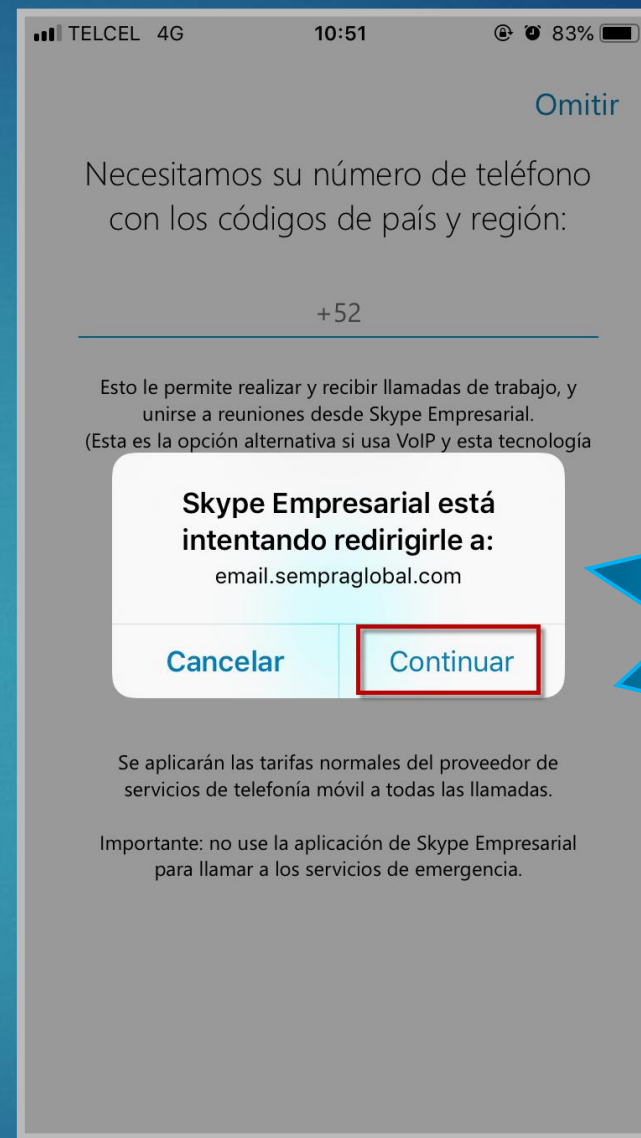 TELCEL 4G 10:51 83%
Omitir
Necesitamos su número de teléfono
con los códigos de país y región:
+52
Esto le permite realizar y recibir llamadas de trabajo, y
unirse a reuniones desde Skype Empresarial.
(Esta es la opción alternativa si usa VoIP y esta tecnología
Skype Empresarial está
intentando redirigirle a:
email.sempraglobal.com
Cancelar Continuar
Se aplicarán las tarifas normales del proveedor de
servicios de telefonía móvil a todas las llamadas.
Importante: no use la aplicación de Skype Empresarial
para llamar a los servicios de emergencia.